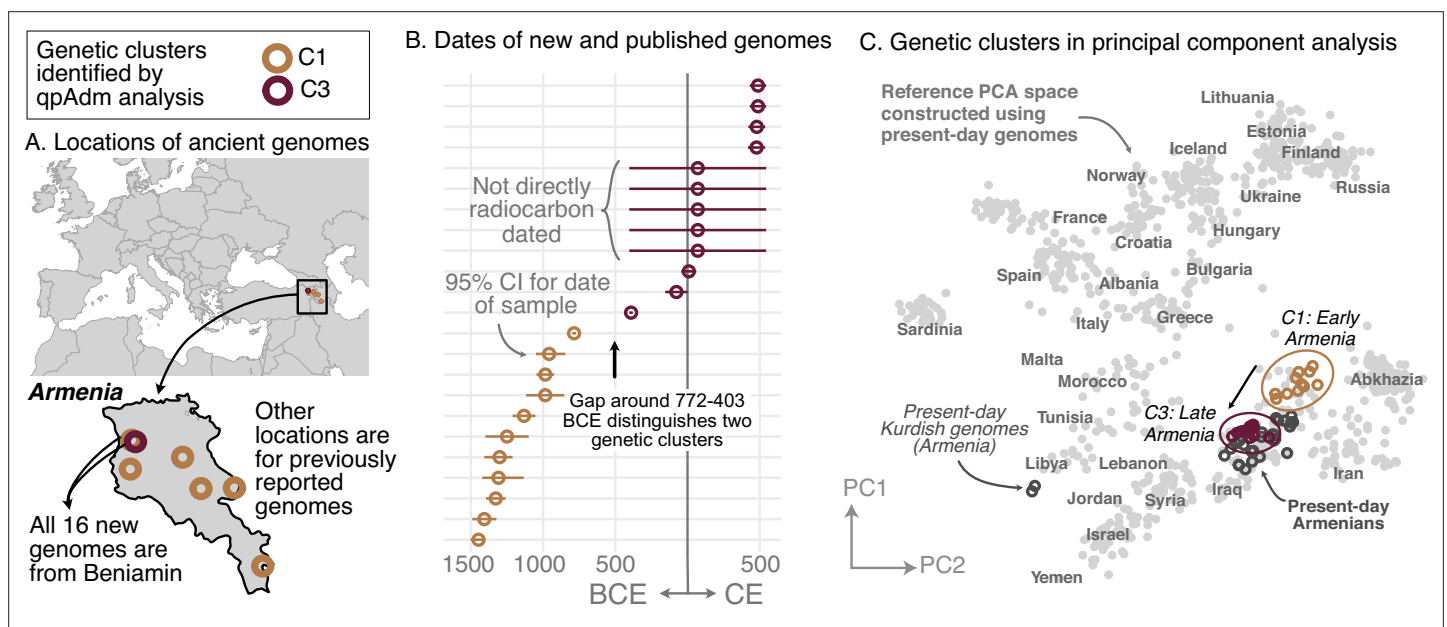 Genetic clusters
identified by
qpAdm analysis
C1
C3
A. Locations of ancient genomes
Armenia
Other
locations are
for previously
reported
genomes
All 16 new
genomes are
from Beniamin
B. Dates of new and published genomes
Not directly
radiocarbon
dated
95% CI for date
of sample
Gap around 772-403
BCE distinguishes two
genetic clusters
1500 1000 500 500
BCE CE
C. Genetic clusters in principal component analysis
Reference PCA space
constructed using
present-day genomes
Lithuania
Estonia
Iceland
Finland
Norway
Russia
Ukraine
France
Hungary
Croatia
Spain
Bulgaria
Albania
Sardinia
Italy
Greece
C1: Early
Armenia
Malta
Morocco
Abkhazia
Present-day
Kurdish genomes
(Armenia)
Tunisia
C3: Late
Armenia
Libya
Lebanon
Iran
Jordan
Syria
Iraq
Present-day
Armenians
Israel
Yemen
PC1
PC2